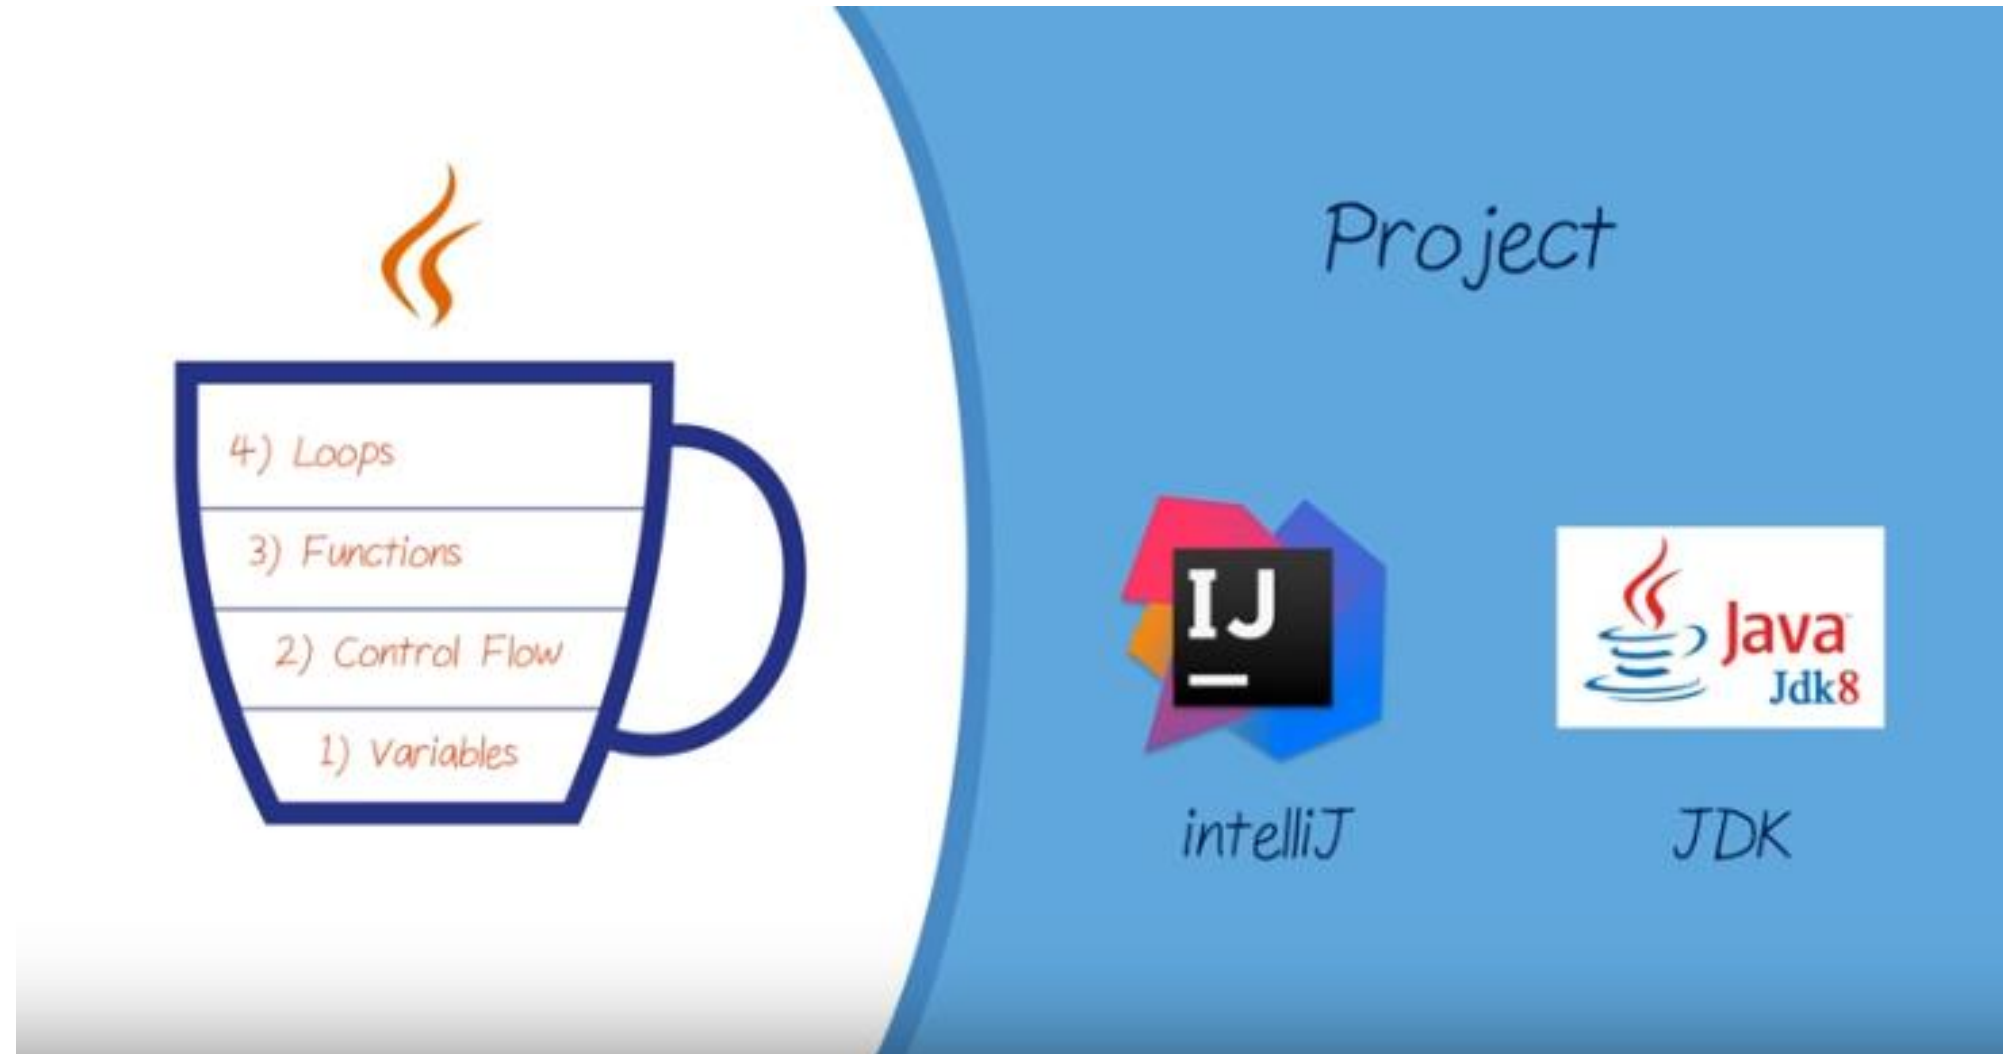 4) Loops
3) Functions
2) Control Flow
1) Variables
Project
IJ
Java
Jdk8
intelliJ
JDK